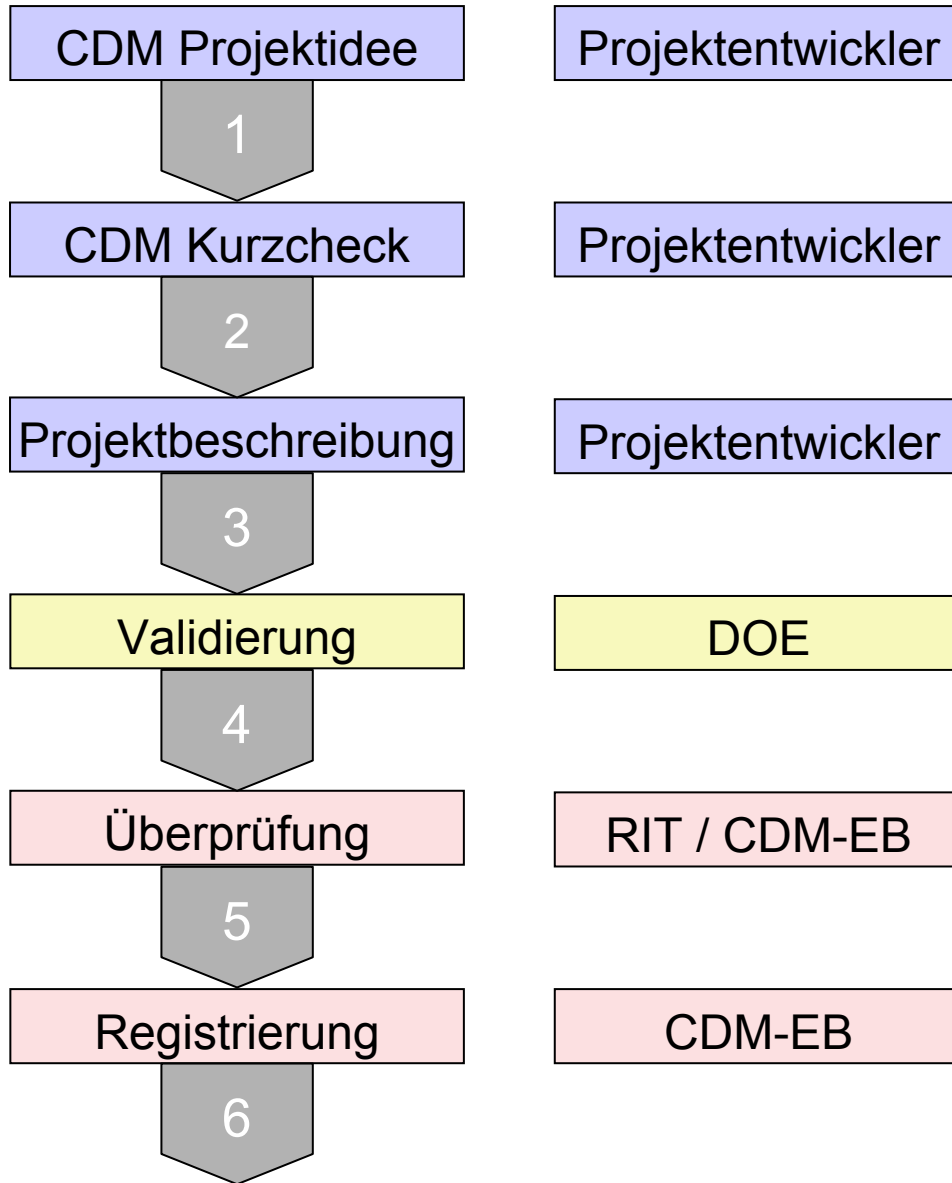 CDM Projektidee Projektentwickler
1
CDM Kurzcheck Projektentwickler
2
Projektbeschreibung Projektentwickler
3
Validierung DOE
4
Überprüfung RIT / CDM-EB
5
Registrierung CDM-EB
6